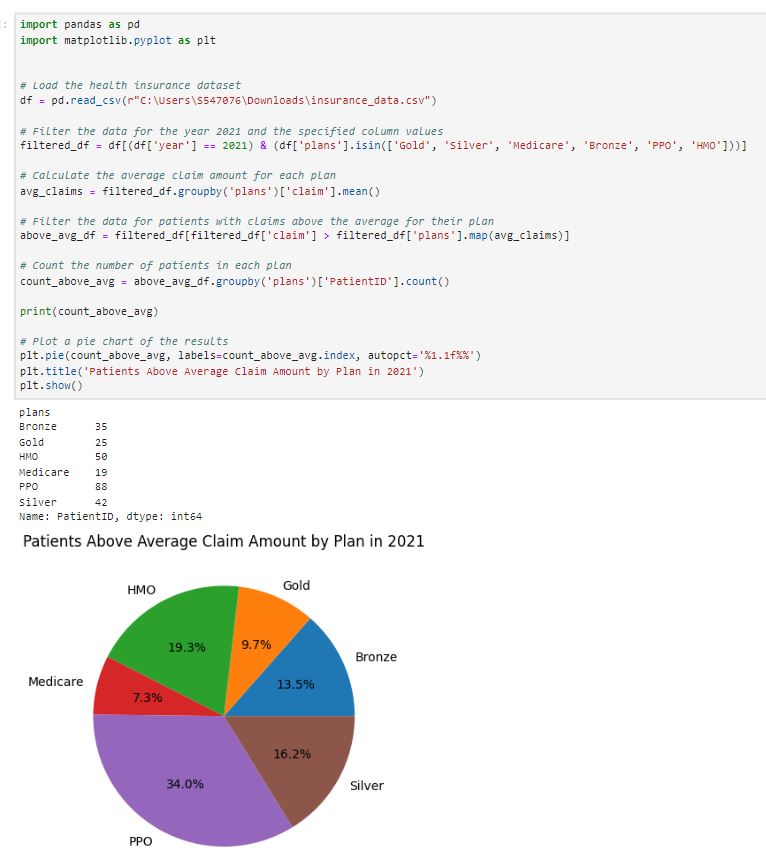 ]:
import pandas as pd
import matplotlib.pyplot as plt
# Load the health insurance dataset
df = pd.read_csv(r"C:\Users\S547076\Downloads\insurance_data.csv")
# Filter the data for the year 2021 and the specified column values
filtered_df = df[(df['year'] == 2021) & (df['plans'].isin(['Gold', 'Silver', 'Medicare', 'Bronze', 'PPO', 'HMO']))]
# Calculate the average claim amount for each plan
avg_claims = filtered_df.groupby('plans')['claim'].mean()
# Filter the data for patients with claims above the average for their plan
above_avg_df = filtered_df[filtered_df['claim'] > filtered_df['plans'].map(avg_claims)]
# Count the number of patients in each plan
count_above_avg = above_avg_df.groupby('plans')['PatientID'].count()
print(count_above_avg)
# Plot a pie chart of the results
plt.pie(count_above_avg, labels=count_above_avg.index, autopct='%1.1f%%')
plt.title('Patients Above Average Claim Amount by Plan in 2021')
plt.show()
plans
Bronze 35
Gold 25
HMO 50
Medicare 19
PPO 88
Silver 42
Name: PatientID, dtype: int64
Patients Above Average Claim Amount by Plan in 2021
HMO
Gold
19.3%
9.7%
Bronze
Medicare
13.5%
7.3%
16.2%
34.0%
Silver
PPO